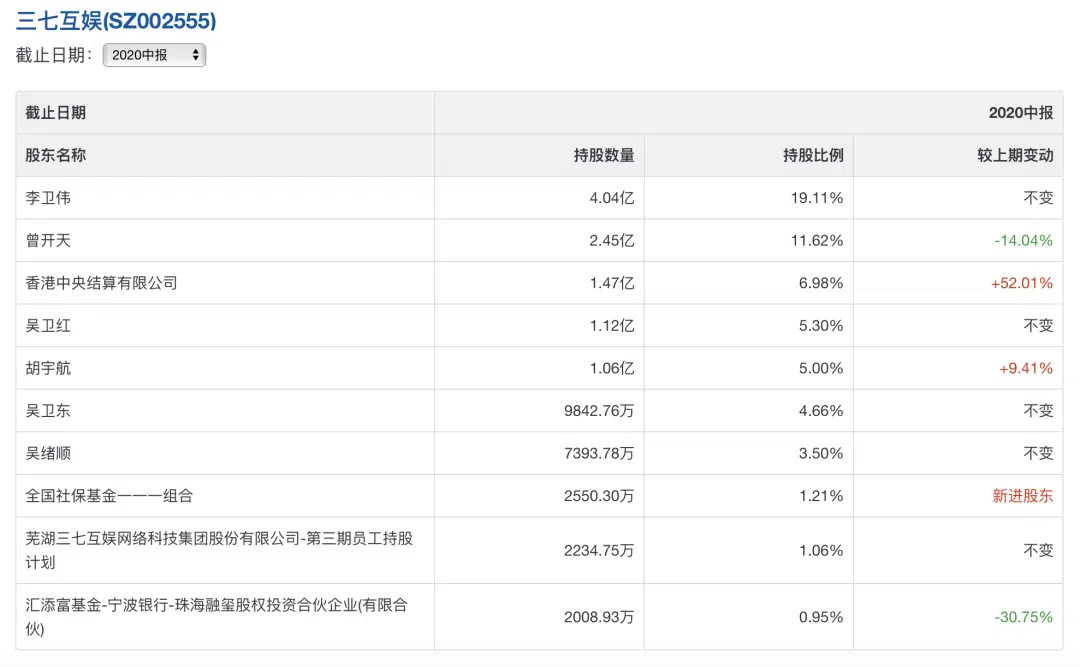 三七互娱(SZ002555)
截止日期: 2020中报
截止日期 2020中报
股东名称 持股数量 持股比例 较上期变动
李卫伟 4.04亿 19.11% 不变
曾开天 2.45亿 11.62% -14.04%
香港中央结算有限公司 1.47亿 6.98% +52.01%
吴卫红 1.12亿 5.30% 不变
胡宇航 1.06亿 5.00% +9.41%
吴卫东 9842.76万 4.66% 不变
吴绪顺 7393.78万 3.50% 不变
全国社保基金一一一组合 2550.30万 1.21% 新进股东
芜湖三七互娱网络科技集团股份有限公司-第三期员工持股
计划 2234.75万 1.06% 不变
汇添富基金-宁波银行-珠海融玺股权投资合伙企业(有限合
伙) 2008.93万 0.95% -30.75%